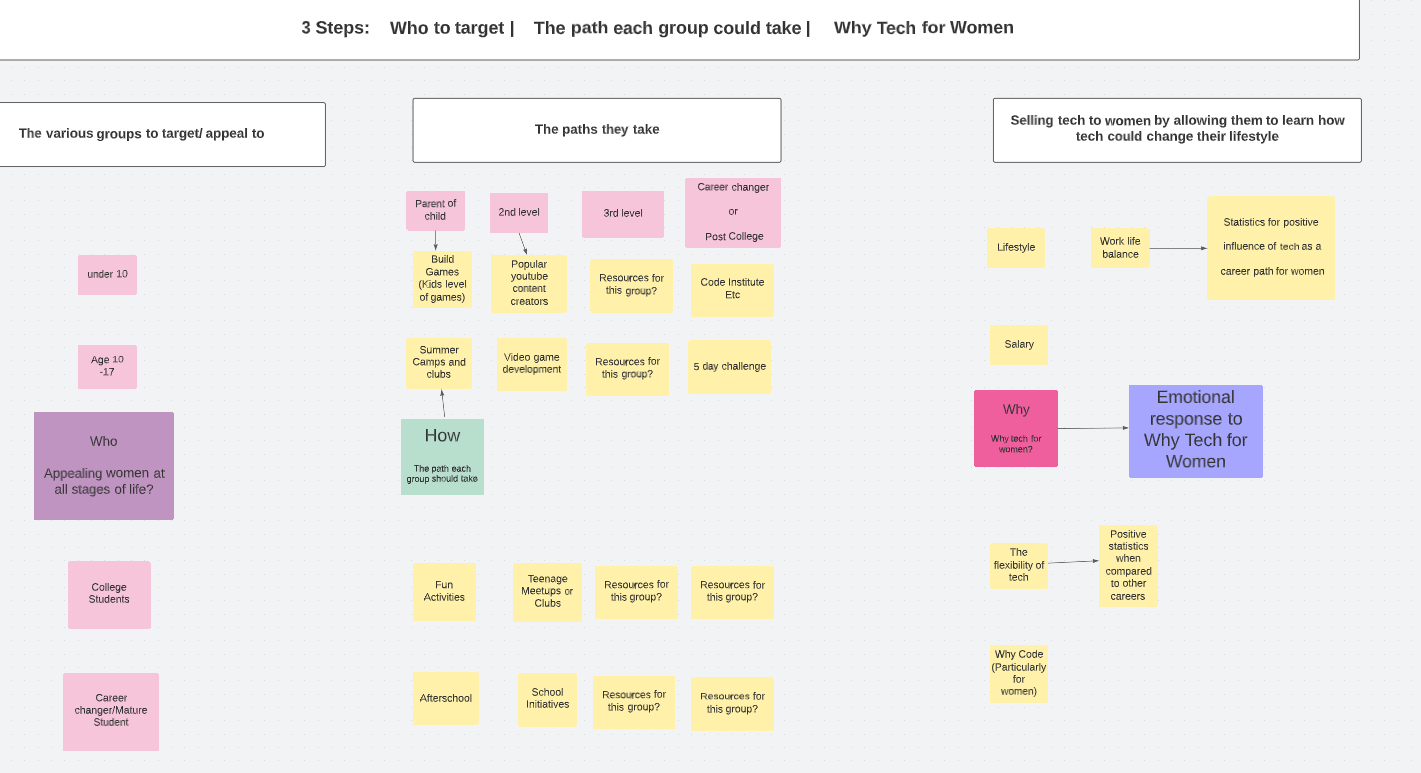 3 Steps: Who to target | The path each group could take | Why Tech for Women
The various groups to target/ appeal to
under 10
Age 10
-17
Who
Appealing women at
all stages of life?
College
Students
Career
changer/Mature
Student
The paths they take
Parent of
child
2nd level
3rd level
Career changer
or
Post College
Build
Games
(Kids level
of games)
Popular
youtube
content
creators
Resources for
this group?
Code Institute
Etc
Summer
Camps and
clubs
Video game
development
Resources for
this group?
5 day challenge
How
The path each
group should take
Fun
Activities
Teenage
Meetups or
Clubs
Resources for
this group?
Resources for
this group?
Afterschool
School
Initiatives
Resources for
this group?
Resources for
this group?
Selling tech to women by allowing them to learn how
tech could change their lifestyle
Lifestyle
Work life
balance
Statistics for positive
influence of tech as a
career path for women
Salary
Why
Why tech for
women?
Emotional
response to
Why Tech for
Women
The
flexibility of
tech
Positive
statistics
when
compared
to other
careers
Why Code
(Particularly
for
women)